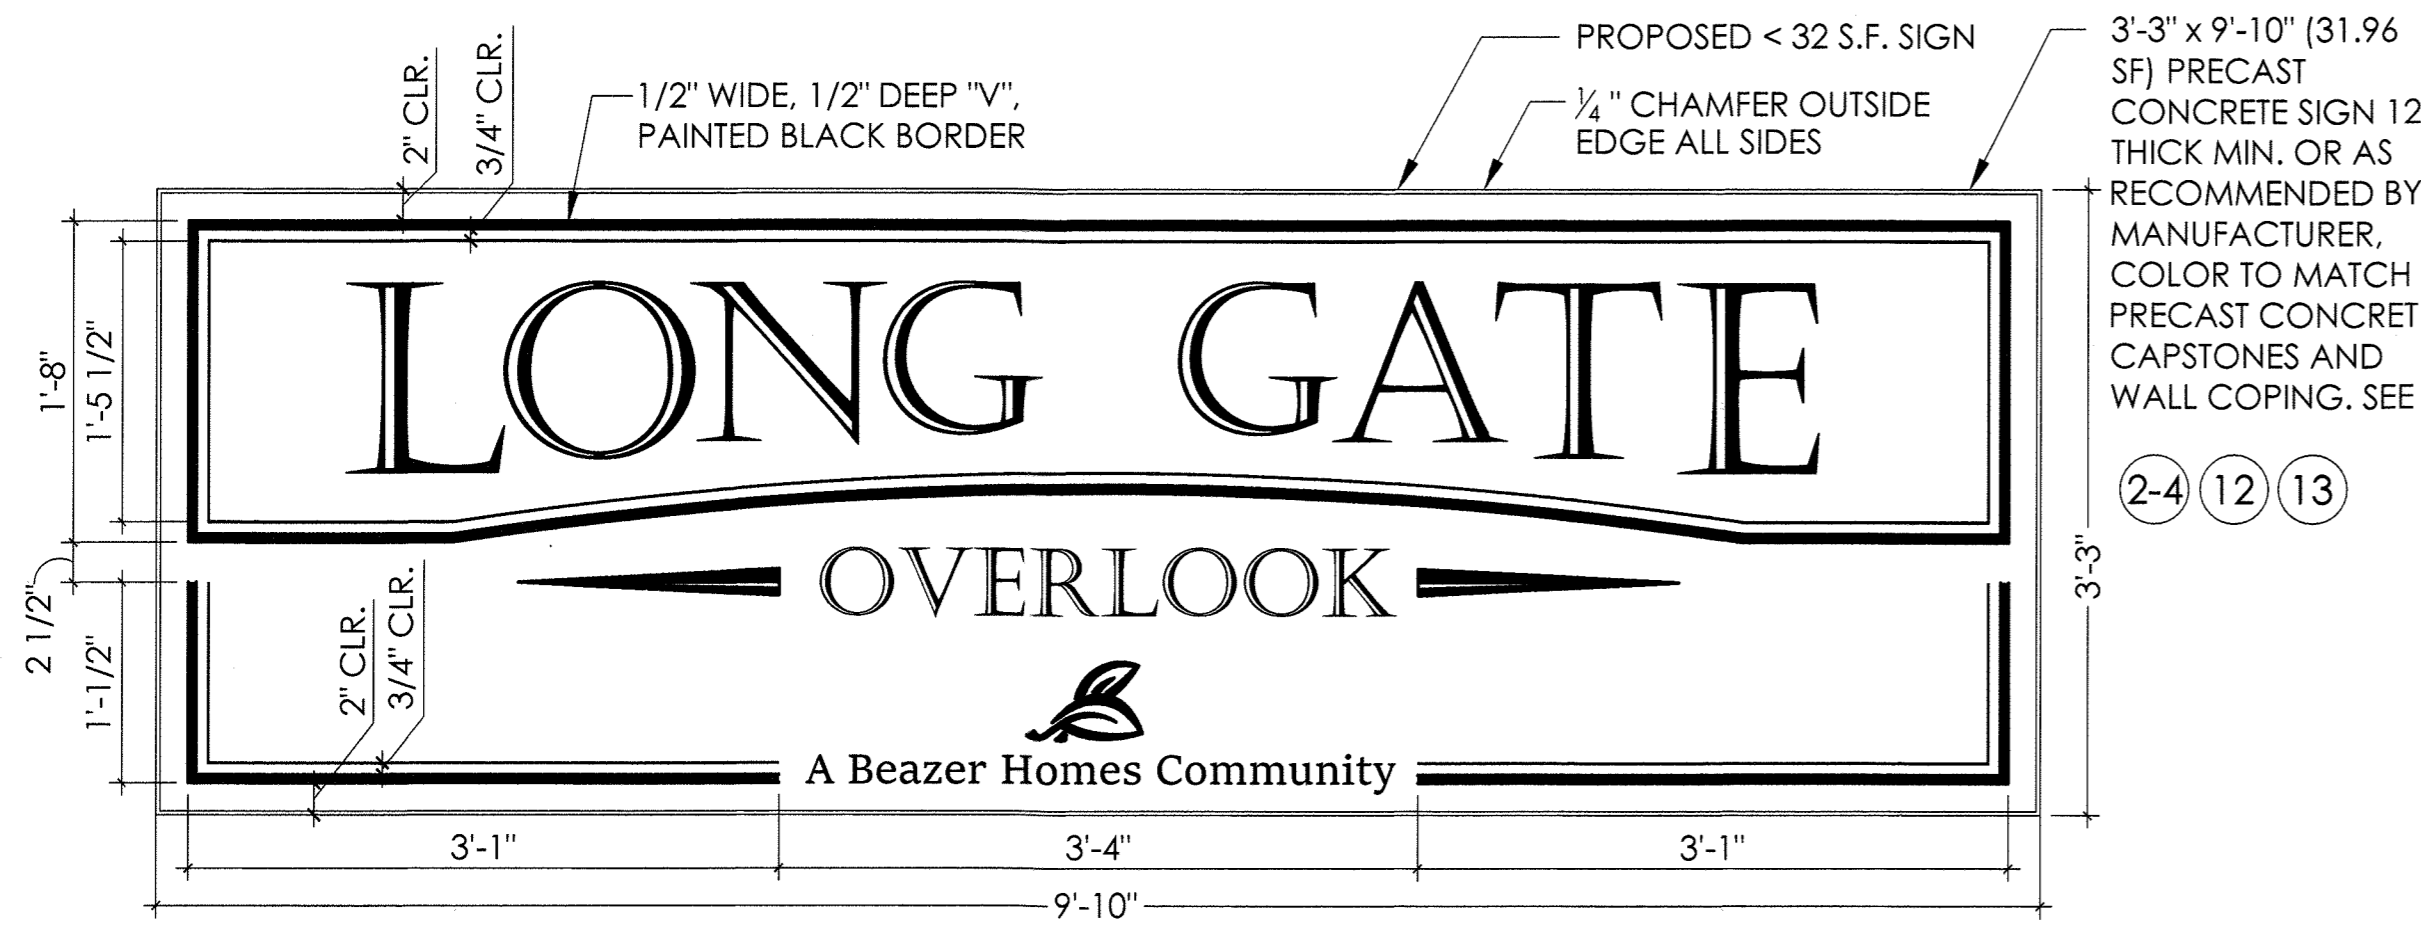 PROPOSED < 32 S.F. SIGN
¼" CHAMFER OUTSIDE
EDGE ALL SIDES
3'-3" x 9'-10" (31.96
SF) PRECAST
CONCRETE SIGN 12
THICK MIN. OR AS
RECOMMENDED BY
MANUFACTURER,
COLOR TO MATCH
PRECAST CONCRET
CAPSTONES AND
WALL COPING. SEE
2-4 12 13
1/2" WIDE, 1/2" DEEP "V",
PAINTED BLACK BORDER
2" CLR.
3/4" CLR.
1'-8"
1'-5 1/2"
LONG GATE
OVERLOOK
A Beazer Homes Community
2 1/2"
1'-1/2"
2" CLR.
3/4" CLR.
3'-3"
3'-1"
3'-4"
3'-1"
9'-10"